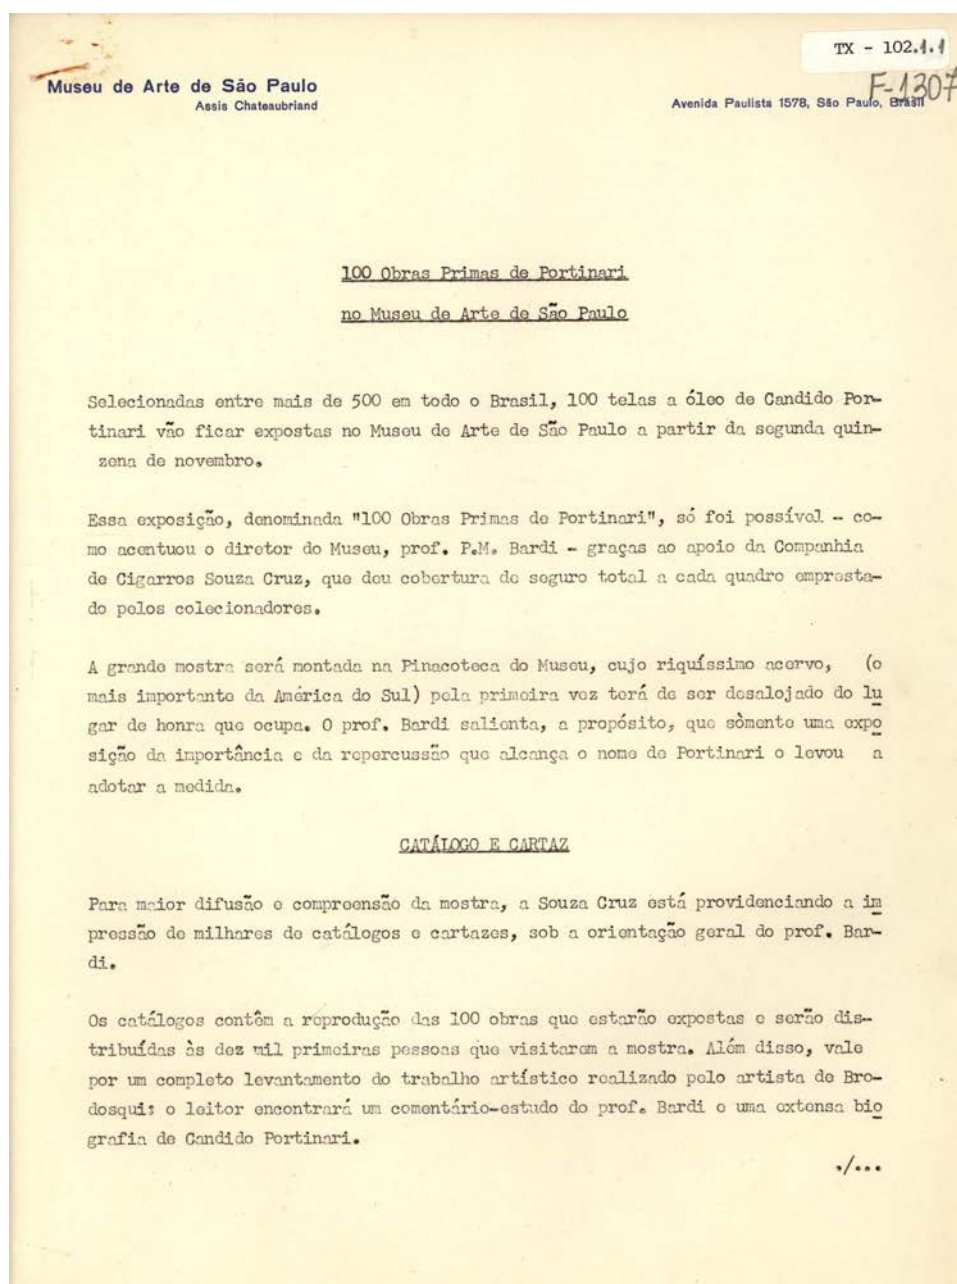 TX - 102.1.1
F-1307
Museu de Arte de São Paulo
Assis Chateaubriand
Avenida Paulista 1578, São Paulo, Brasil
100 Obras Primas de Portinari
no Museu de Arte de São Paulo
Selecionadas entre mais de 500 em todo o Brasil, 100 telas a óleo de Candido Por-
tinari vão ficar expostas no Museu de Arte de São Paulo a partir da segunda quin-
zena de novembro.
Essa exposição, denominada "100 Obras Primas de Portinari", só foi possível - co-
mo acentuou o diretor do Museu, prof. P.M. Bardi - graças ao apoio da Companhia
de Cigarros Souza Cruz, que deu cobertura de seguro total a cada quadro empresta-
do pelos colecionadores.
A grande mostra será montada na Pinacoteca do Museu, cujo riquíssimo acervo, (o
mais importante da América do Sul) pela primeira vez terá de ser desalojado do lu
gar de honra que ocupa. O prof. Bardi salienta, a propósito, que sòmente uma expo
sição da importância e da repercussão que alcança o nome de Portinari o levou a
adotar a medida.
CATÁLOGO E CARTAZ
Para maior difusão e compreensão da mostra, a Souza Cruz está providenciando a im
pressão de milhares de catálogos e cartazes, sob a orientação geral do prof. Bar-
di.
Os catálogos contêm a reprodução das 100 obras que estarão expostas e serão dis-
tribuídas às dez mil primeiras pessoas que visitarem a mostra. Além disso, vale
por um completo levantamento do trabalho artístico realizado pelo artista de Bro-
dosqui: o leitor encontrará um comentário-estudo do prof. Bardi e uma extensa bio
grafia de Candido Portinari.
./...